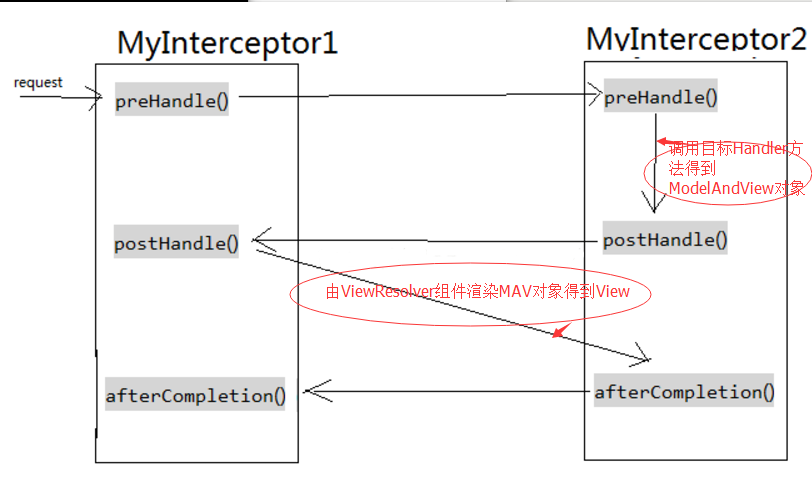 MyInterceptor1
MyInterceptor2
request
preHandle()
preHandle()
调用目标Handler方
法得到
ModelAndView对象
postHandle()
postHandle()
由ViewResolver组件渲染MAV对象得到View
afterCompletion()
afterCompletion()